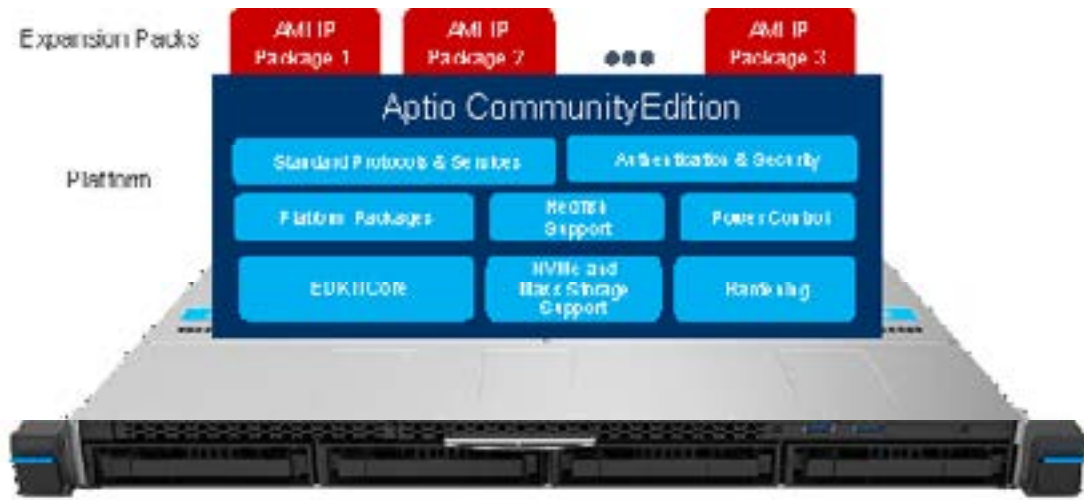 Expansion Packs
AMI IP
Package 1
AMI IP
Package 2
AMI IP
Package 3
Aptio CommunityEdition
Platform
Standard Protocols & Services
Authentication & Security
Platform Packages
Redfish
Support
Power Control
EDKIICore
NVMe and
Mass Storage
Support
Hardening